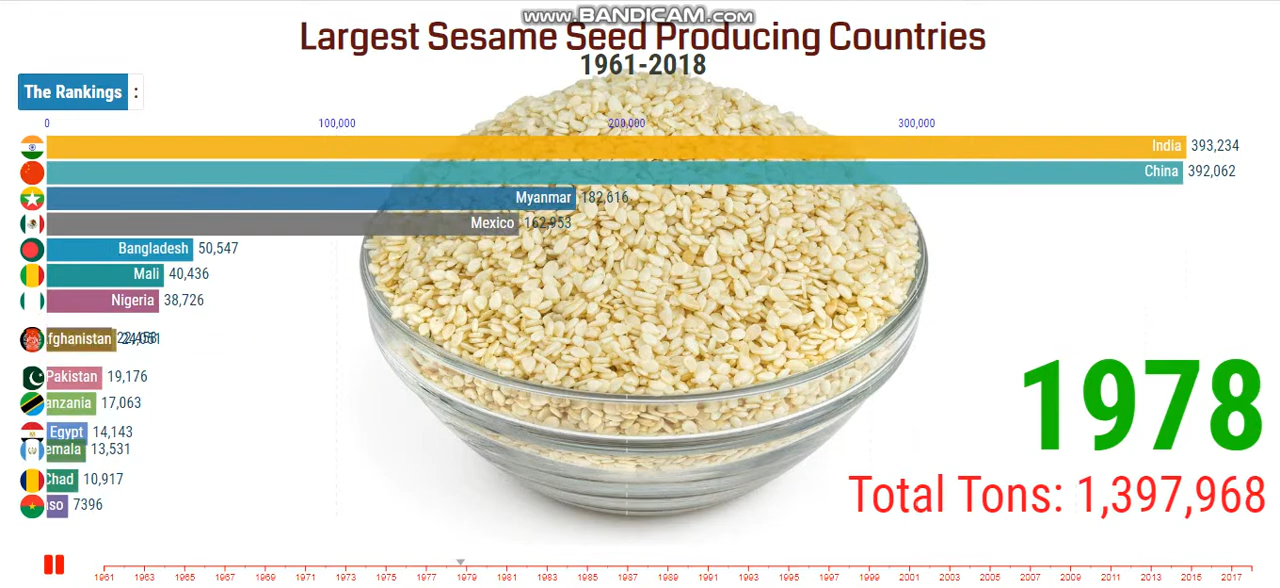 www.BANDICAM.com
Largest Sesame Seed Producing Countries
1961-2018
The Rankings :
0 100,000 200,000 300,000
India 393,234
China 392,062
Myanmar 182,616
Mexico 162,953
Bangladesh 50,547
Mali 40,436
Nigeria 38,726
fghanistan
Pakistan 19,176
anzania 17,063
Egypt 14,143
emala 13,531
Chad 10,917
so 7396
1978
Total Tons: 1,397,968
1961 1963 1965 1967 1969 1971 1973 1975 1977 1979 1981 1983 1985 1987 1989 1991 1993 1995 1997 1999 2001 2003 2005 2007 2009 2011 2013 2015 2017